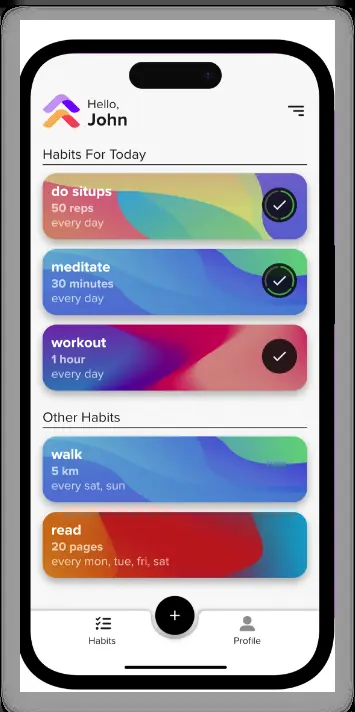 Hello,
John
Habits For Today
do situps
50 reps
every day
meditate
30 minutes
every day
workout
1 hour
every day
Other Habits
walk
5 km
every sat, sun
read
20 pages
every mon, tue, fri, sat
+
Habits
Profile